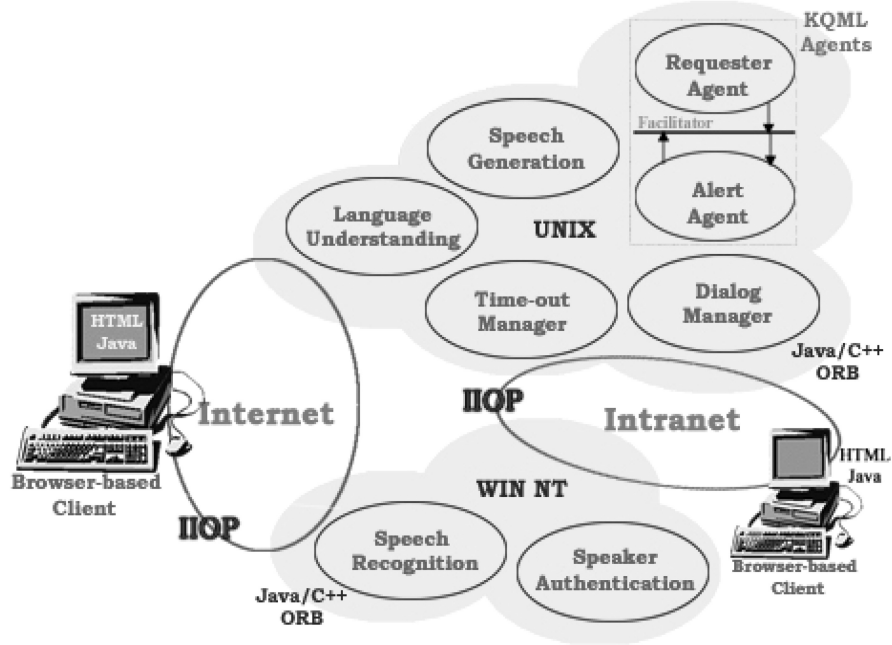 KQML
Agents
Requester
Agent
Facilitator
Speech
Generation
Alert
Agent
Language
Understanding
UNIX
Time-out
Manager
Dialog
Manager
HTML
Java
Java/C++
ORB
Internet
IIOP
Intranet
HTML
Java
Browser-based
Client
WIN NT
IIOP
Speech
Recognition
Speaker
Authentication
Browser-based
Client
Java/C++
ORB